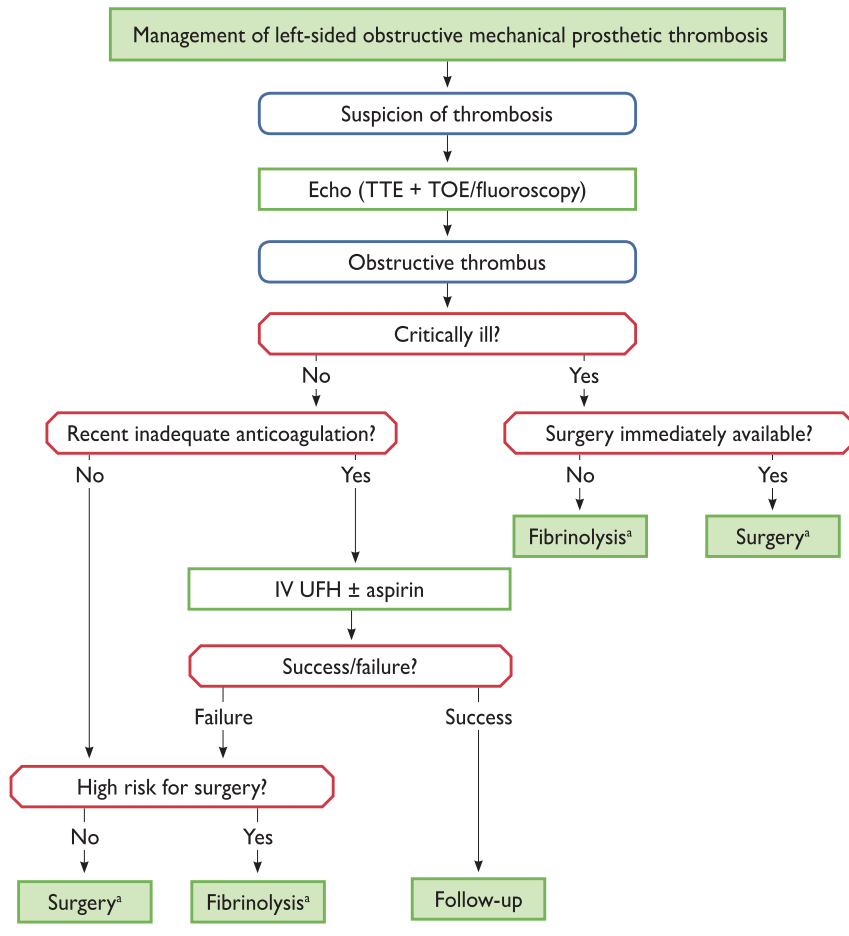 Management of left-sided obstructive mechanical prosthetic thrombosis
Suspicion of thrombosis
Echo (TTE + TOE/fluoroscopy)
Obstructive thrombus
Critically ill?
No
Yes
Recent inadequate anticoagulation?
Surgery immediately available?
No
Yes
No
Yes
Fibrinolysisᵃ
Surgeryᵃ
IV UFH ± aspirin
Success/failure?
Failure
Success
High risk for surgery?
No
Yes
Surgeryᵃ
Fibrinolysisᵃ
Follow-up